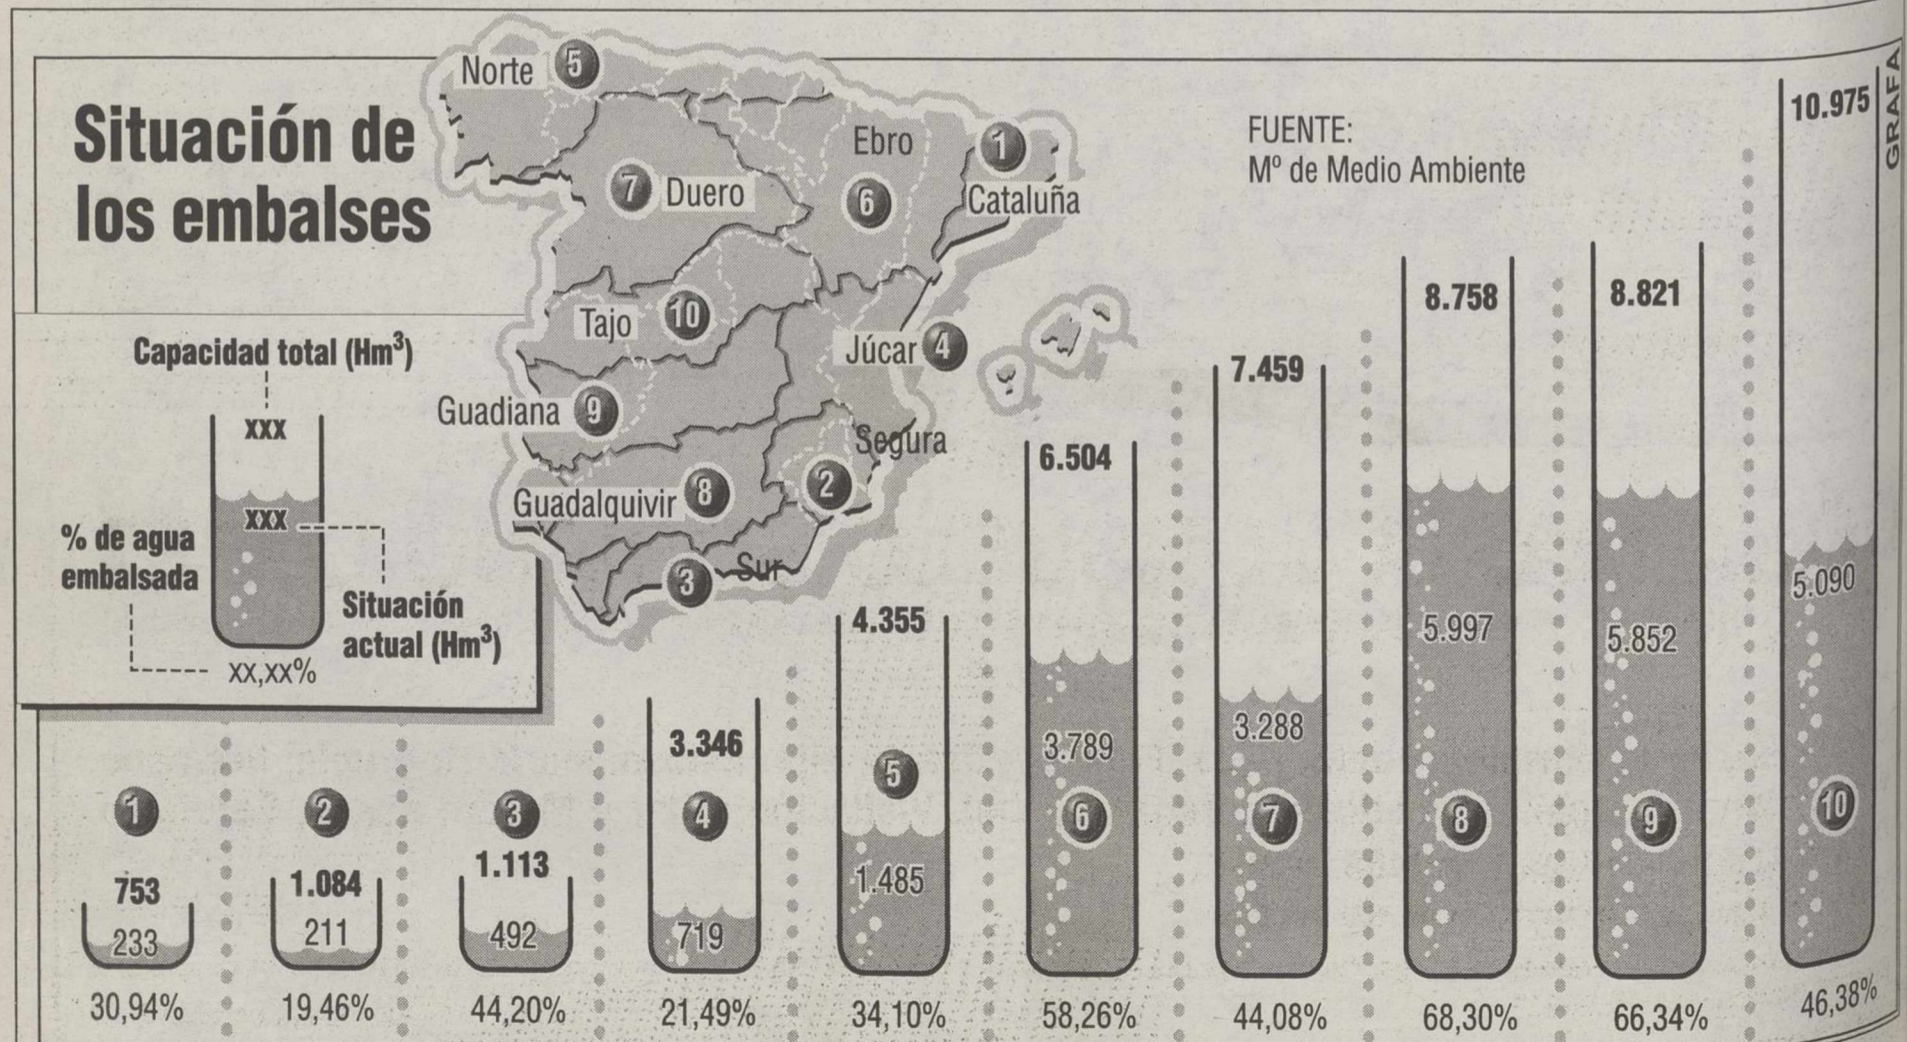 Situación de
los embalses
Norte 5
7 Duero
Ebro
6
1
Cataluña
Tajo 10
Júcar 4
Guadiana 9
Segura
2
Guadalquivir 8
3 Sur
FUENTE:
Mº de Medio Ambiente
GRAFA
Capacidad total (Hm³)
xxx
xxx
% de agua
embalsada
Situación
actual (Hm³)
xx,xx%
1
753
233
30,94%
2
1.084
211
19,46%
3
1.113
492
44,20%
3.346
4
719
21,49%
4.355
5
1.485
34,10%
6.504
3.789
6
58,26%
7.459
3.288
7
44,08%
8.758
5.997
8
68,30%
8.821
5.852
9
66,34%
10.975
5.090
10
46,38%